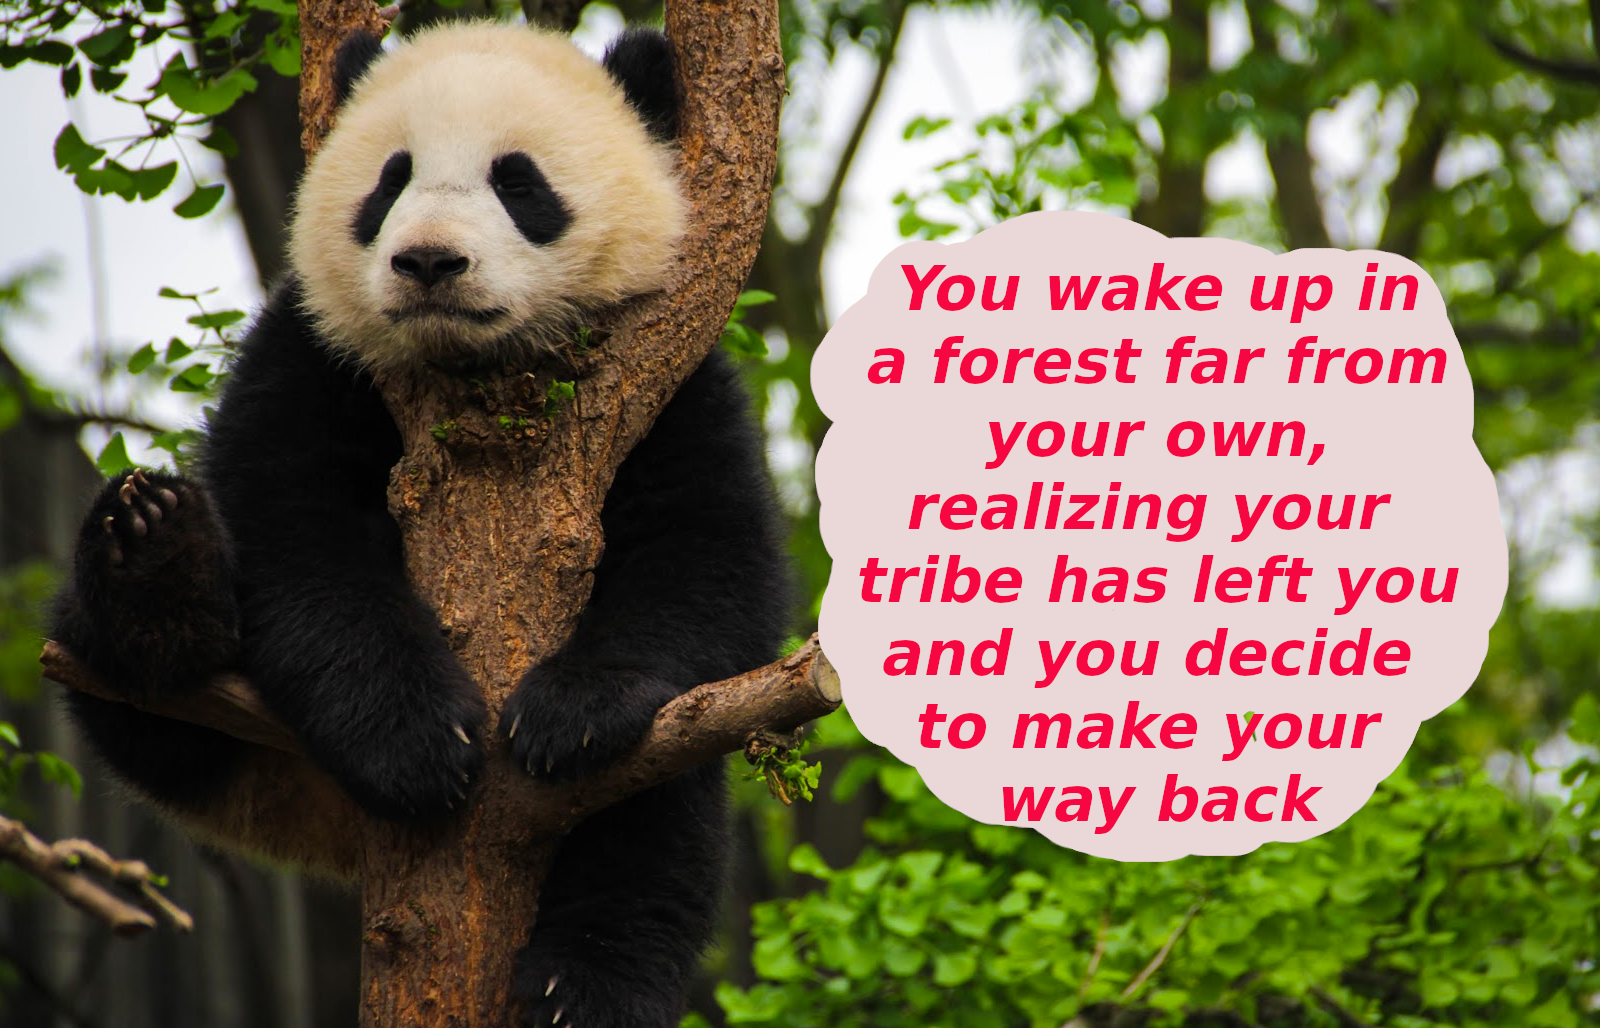 You wake up in
a forest far from
your own,
realizing your
tribe has left you
and you decide
to make your
way back